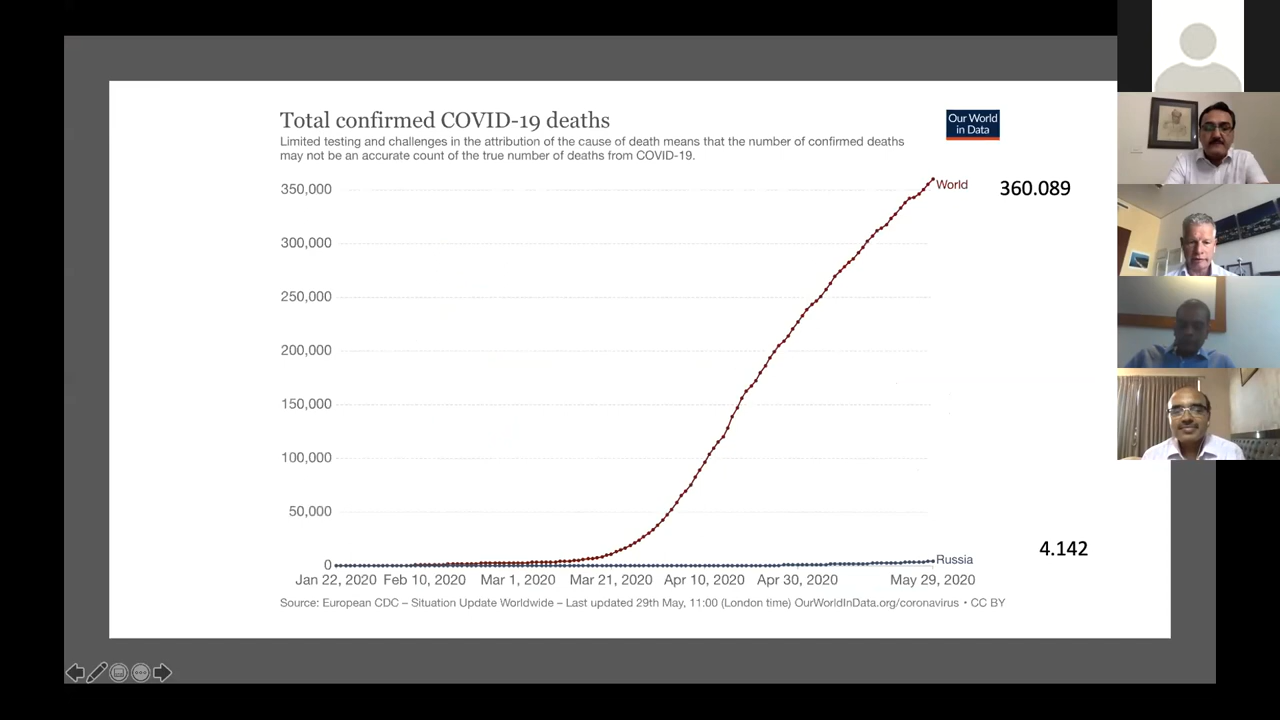 Total confirmed COVID-19 deaths
Limited testing and challenges in the attribution of the cause of death means that the number of confirmed deaths
may not be an accurate count of the true number of deaths from COVID-19.
Our World
in Data
350,000
World
360.089
300,000
250,000
200,000
150,000
100,000
50,000
4.142
0
Russia
Jan 22, 2020 Feb 10, 2020 Mar 1, 2020 Mar 21, 2020 Apr 10, 2020 Apr 30, 2020 May 29, 2020
Source: European CDC – Situation Update Worldwide – Last updated 29th May, 11:00 (London time) OurWorldInData.org/coronavirus • CC BY